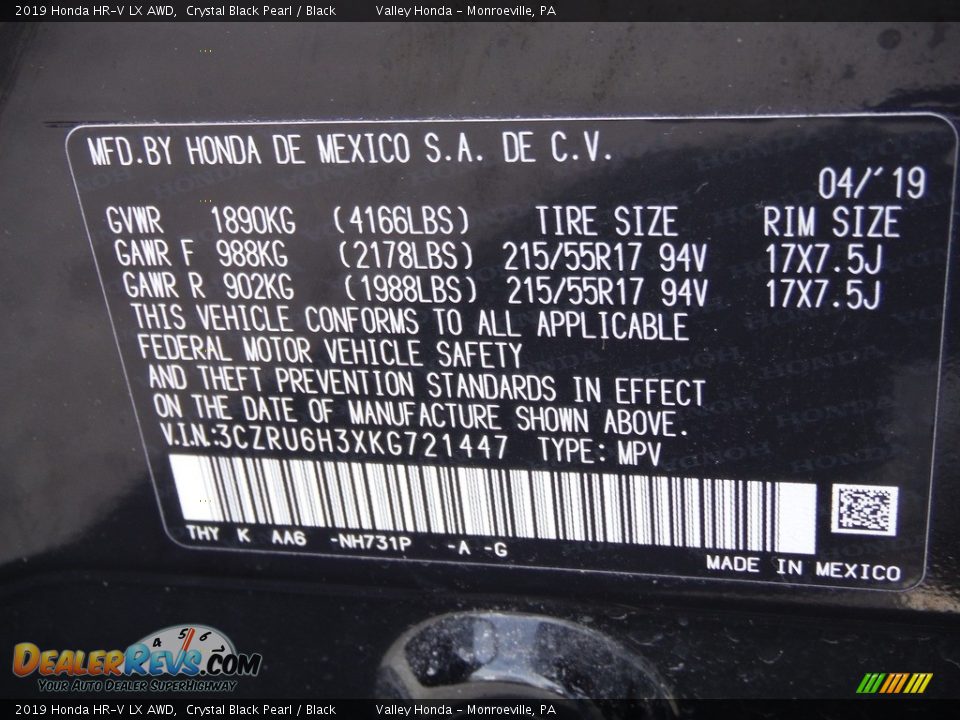 2019 Honda HR-V LX AWD,  Crystal Black Pearl / Black        Valley Honda - Monroeville, PA
MFD.BY HONDA DE MEXICO S.A. DE C.V.
04/´19
GVWR 1890KG (4166LBS) TIRE SIZE RIM SIZE
GAWR F 988KG (2178LBS) 215/55R17 94V 17X7.5J
GAWR R 902KG (1988LBS) 215/55R17 94V 17X7.5J
THIS VEHICLE CONFORMS TO ALL APPLICABLE
FEDERAL MOTOR VEHICLE SAFETY
AND THEFT PREVENTION STANDARDS IN EFFECT
ON THE DATE OF MANUFACTURE SHOWN ABOVE.
V.I.N.:3CZRU6H3XKG721447 TYPE: MPV
THY K AA6 -NH731P -A -G
MADE IN MEXICO
4 5 6
DEALERREVS.COM
Your Auto Dealer SuperHighway
2019 Honda HR-V LX AWD,  Crystal Black Pearl / Black        Valley Honda - Monroeville, PA